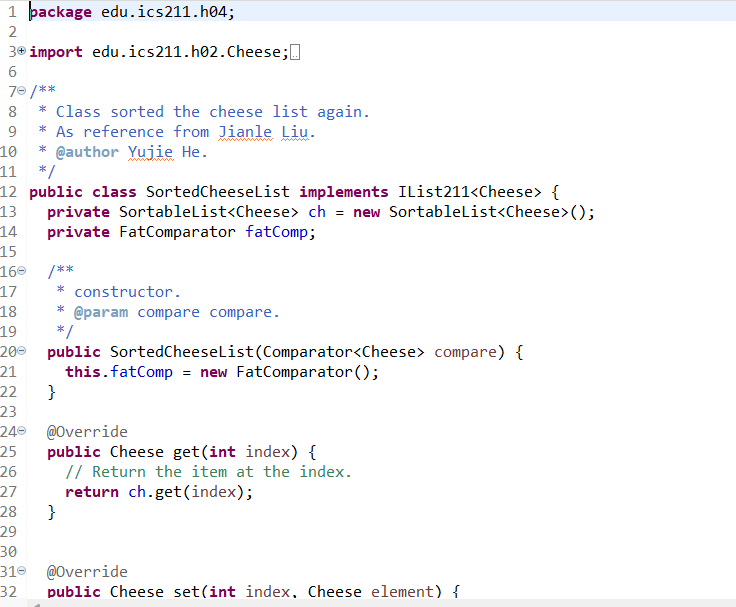 1 package edu.ics211.h04;
2
3 import edu.ics211.h02.Cheese;
6
7 /**
8 * Class sorted the cheese list again.
9 * As reference from Jianle Liu.
10 * @author Yujie He.
11 */
12 public class SortedCheeseList implements IList211<Cheese> {
13 private SortableList<Cheese> ch = new SortableList<Cheese>();
14 private FatComparator fatComp;
15
16 /**
17 * constructor.
18 * @param compare compare.
19 */
20 public SortedCheeseList(Comparator<Cheese> compare) {
21 this.fatComp = new FatComparator();
22 }
23
24 @Override
25 public Cheese get(int index) {
26 // Return the item at the index.
27 return ch.get(index);
28 }
29
30
31 @Override
32 public Cheese set(int index, Cheese element) {